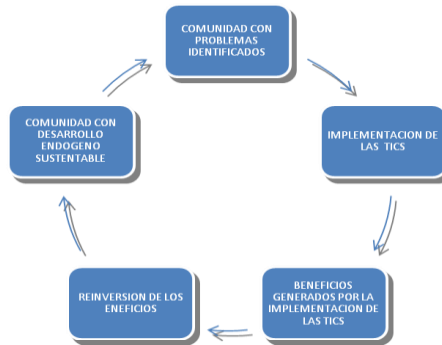 COMUNIDAD CON
PROBLEMAS
IDENTIFICADOS
IMPLEMENTACION DE
LAS TICS
BENEFICIOS
GENERADOS POR LA
IMPLEMENTACION DE
LAS TICS
REINVERSION DE LOS
ENEFICIOS
COMUNIDAD CON
DESARROLLO
ENDOGENO
SUSTENTABLE